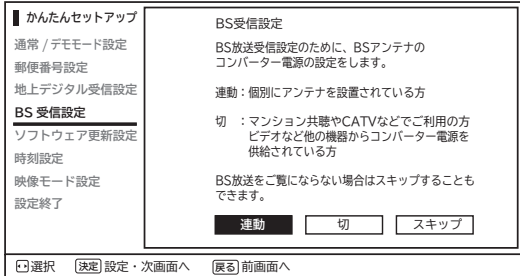 かんたんセットアップ
通常 / デモモード設定
郵便番号設定
地上デジタル受信設定
BS 受信設定
ソフトウェア更新設定
時刻設定
映像モード設定
設定終了
BS受信設定
BS放送受信設定のために、BSアンテナの
コンバーター電源の設定をします。
連動：個別にアンテナを設置されている方
切　：マンション共聴やCATVなどでご利用の方
ビデオなど他の機器からコンバーター電源を
供給されている方
BS放送をご覧にならない場合はスキップすることも
できます。
連動 切 スキップ
選択 決定 設定・次画面へ 戻る 前画面へ